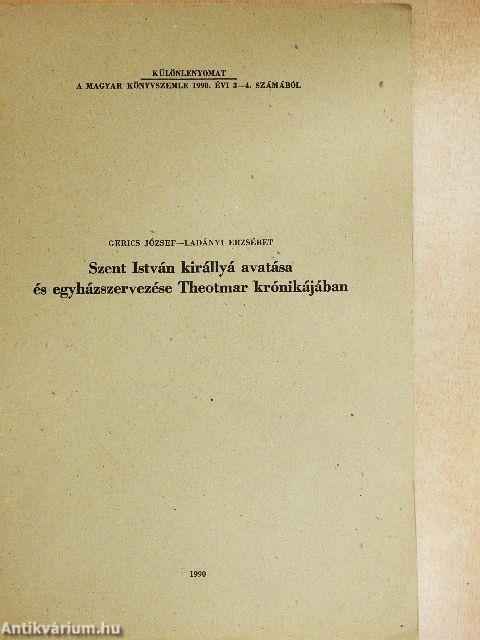 KÜLÖNLENYOMAT
A MAGYAR KÖNYVSZEMLE 1990. ÉVI 3—4. SZÁMÁBÓL
GERICS JÓZSEF—LADÁNYI ERZSÉBET
Szent István királlyá avatása
és egyházszervezése Theotmar krónikájában
1990
Antikvárium.hu